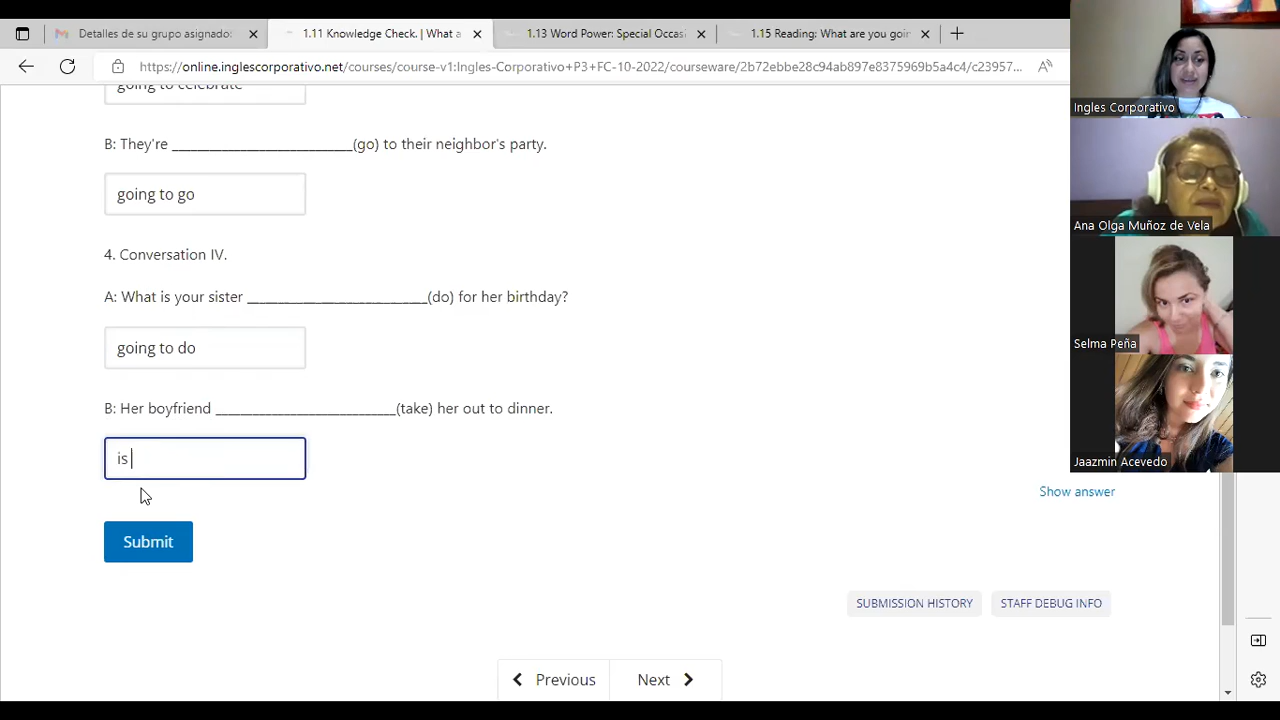 Detalles de su grupo asignado:
1.11 Knowledge Check. | What a
1.13 Word Power: Special Occas
1.15 Reading: What are you goin
https://online.inglescorporativo.net/courses/course-v1:Ingles-Corporativo+P3+FC-10-2022/courseware/2b72ebbe28c94ab897e8375969b5a4c4/c23957...
going to celebrate
B: They're ___________________________(go) to their neighbor's party.
going to go
4. Conversation IV.
A: What is your sister ___________________________(do) for her birthday?
going to do
B: Her boyfriend ___________________________(take) her out to dinner.
is
Show answer
Submit
SUBMISSION HISTORY
STAFF DEBUG INFO
Previous
Next
Ingles Corporativo
Ana Olga Muñoz de Vela
Selma Peña
Jaazmin Acevedo